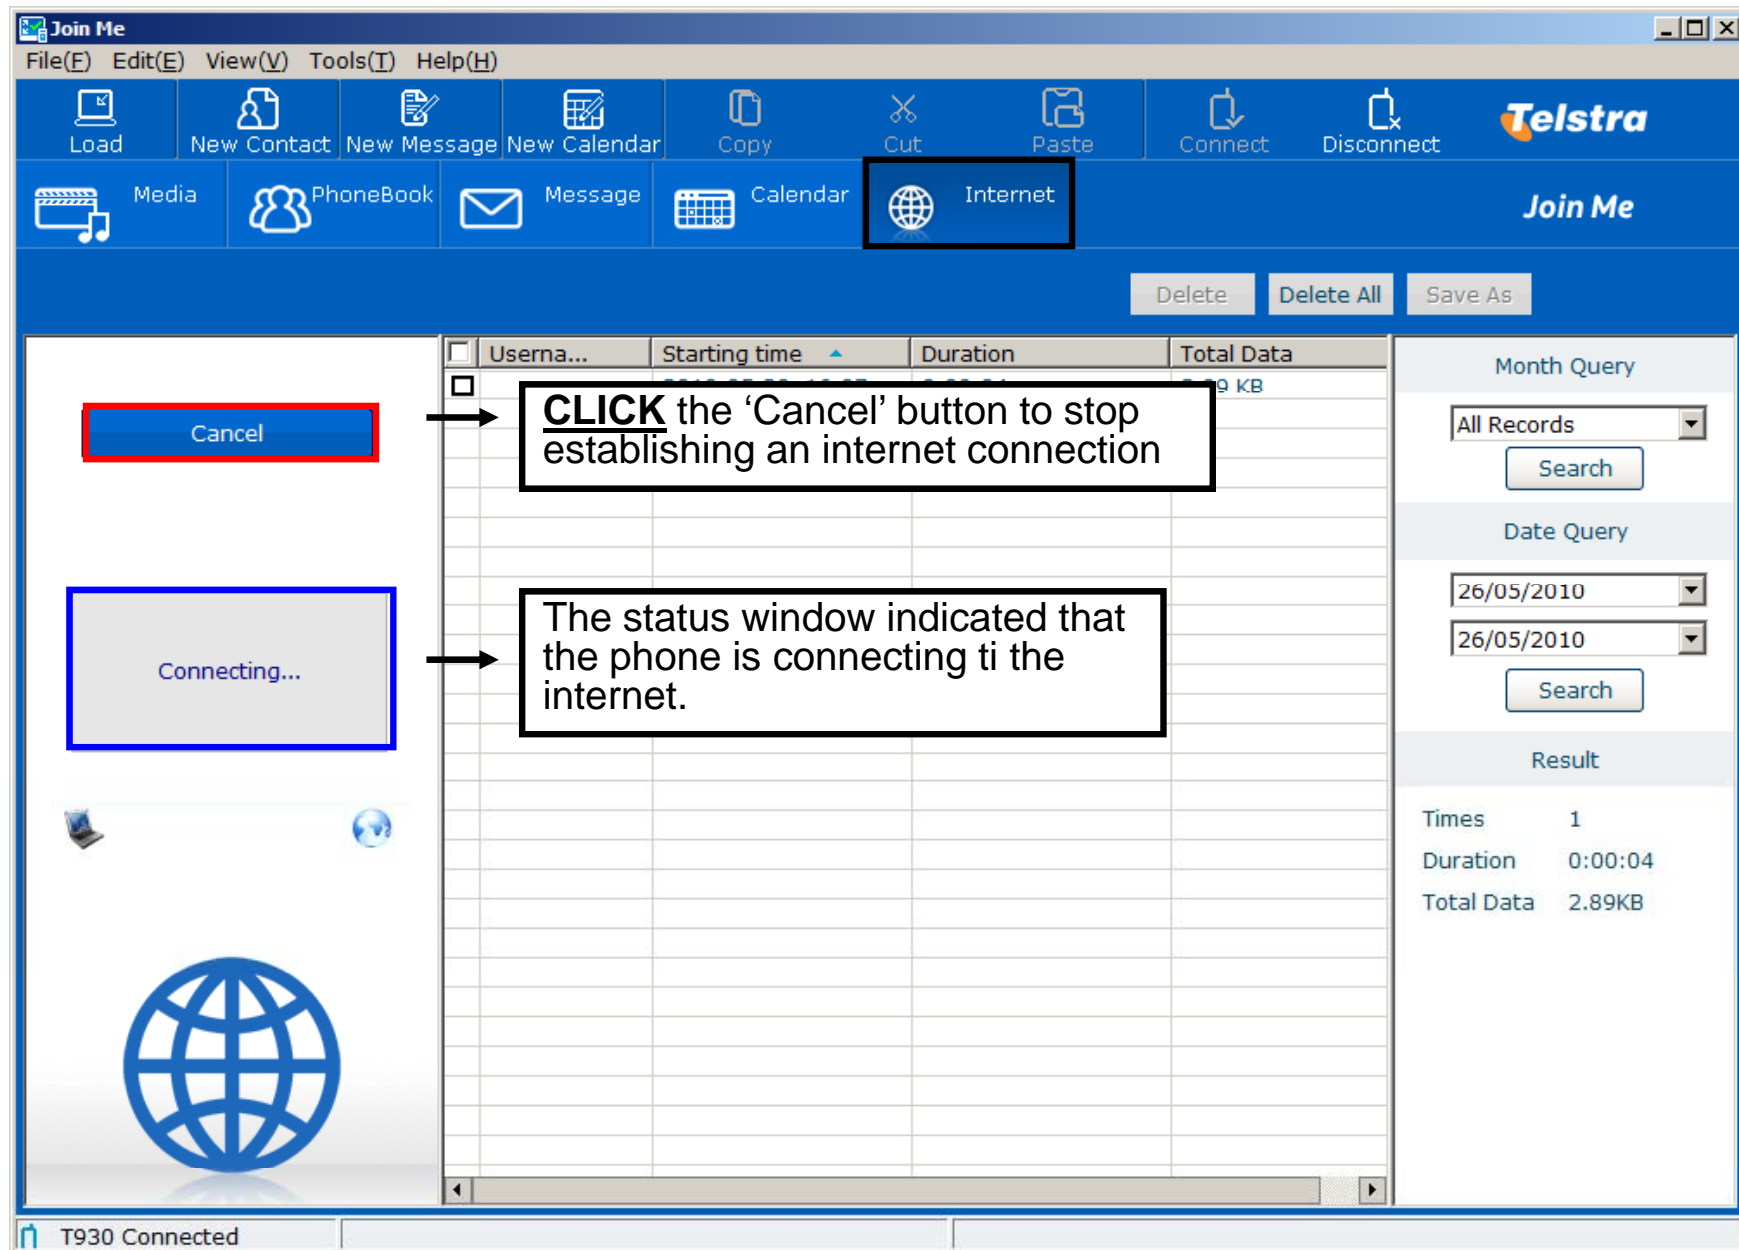 Join Me
File(F) Edit(E) View(V) Tools(T) Help(H)
Load New Contact New Message New Calendar Copy Cut Paste Connect Disconnect Telstra
Media PhoneBook Message Calendar Internet Join Me
Delete Delete All Save As
Userna... Starting time Duration Total Data
KB
Cancel
CLICK the ‘Cancel’ button to stop
establishing an internet connection
Connecting...
The status window indicated that
the phone is connecting ti the
internet.
Month Query
All Records
Search
Date Query
26/05/2010
26/05/2010
Search
Result
Times 1
Duration 0:00:04
Total Data 2.89KB
T930 Connected